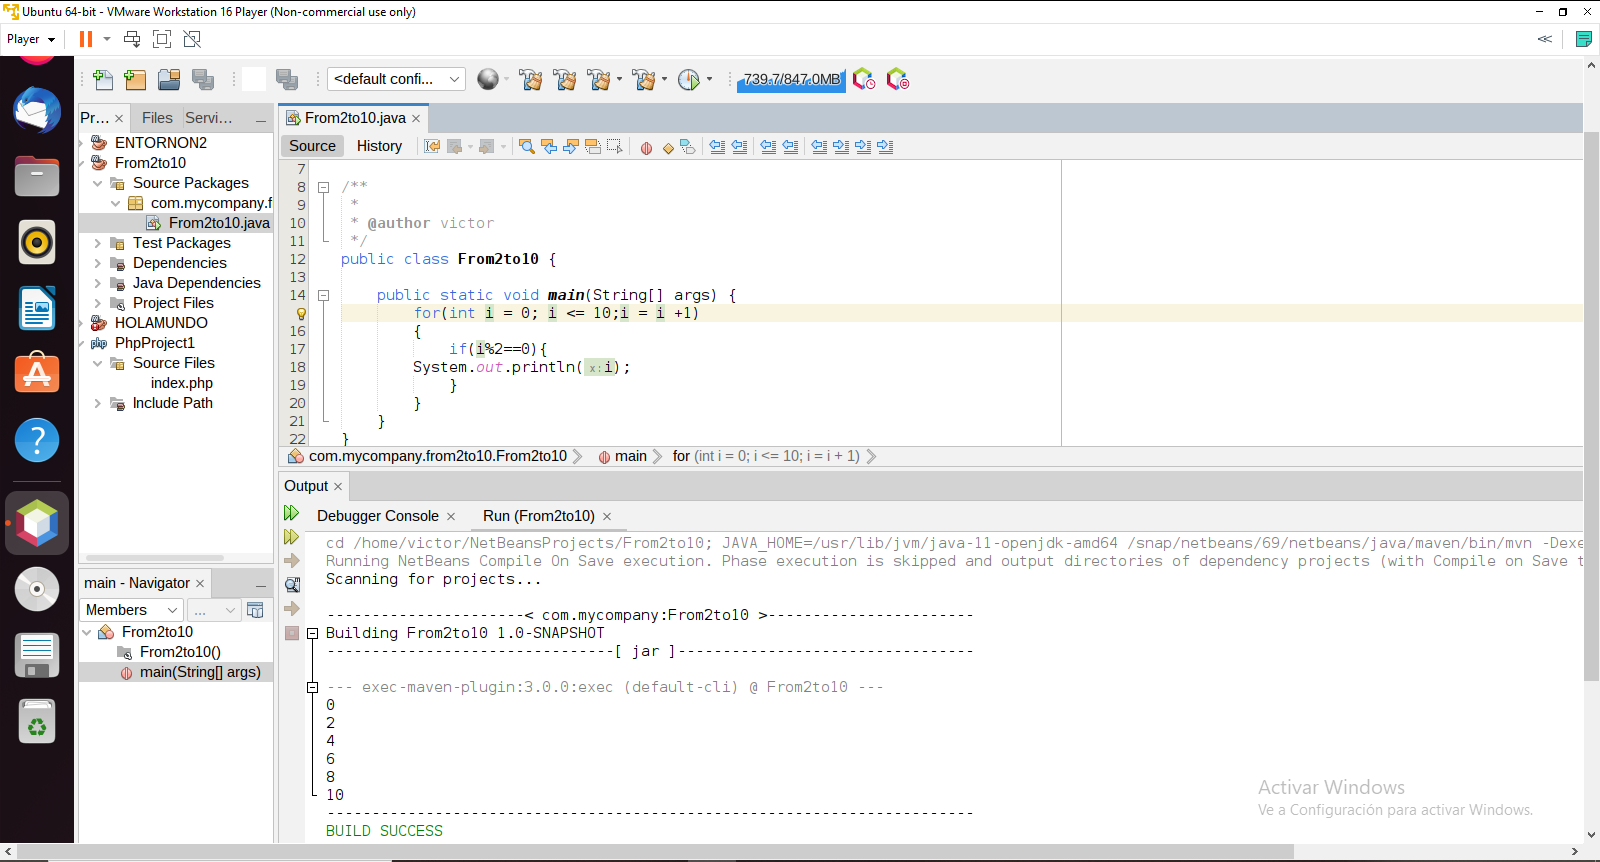 Ubuntu 64-bit - VMware Workstation 16 Player (Non-commercial use only)
Player
<default confi...
739.7/847.0MB
Pr...
Files
Servi...
From2to10.java
Source
History
ENTORNON2
From2to10
Source Packages
com.mycompany.f
From2to10.java
Test Packages
Dependencies
Java Dependencies
Project Files
HOLAMUNDO
PhpProject1
Source Files
index.php
Include Path
7
8 /**
9 *
10 * @author victor
11 */
12 public class From2to10 {
13
14 public static void main(String[] args) {
for(int i = 0; i <= 10;i = i +1)
16 {
17 if(i%2==0){
18 System.out.println( x: i);
19 }
20 }
21 }
22 }
com.mycompany.from2to10.From2to10 main for (int i = 0; i <= 10; i = i + 1)
Output
Debugger Console
Run (From2to10)
cd /home/victor/NetBeansProjects/From2to10; JAVA_HOME=/usr/lib/jvm/java-11-openjdk-amd64 /snap/netbeans/69/netbeans/java/maven/bin/mvn -Dexe
Running NetBeans Compile On Save execution. Phase execution is skipped and output directories of dependency projects (with Compile on Save t
Scanning for projects...
----------------------< com.mycompany:From2to10 >-----------------------
Building From2to10 1.0-SNAPSHOT
--------------------------------[ jar ]---------------------------------
--- exec-maven-plugin:3.0.0:exec (default-cli) @ From2to10 ---
0
2
4
6
8
10
------------------------------------------------------------------------
BUILD SUCCESS
main - Navigator
Members
...
From2to10
From2to10()
main(String[] args)
Activar Windows
Ve a Configuración para activar Windows.